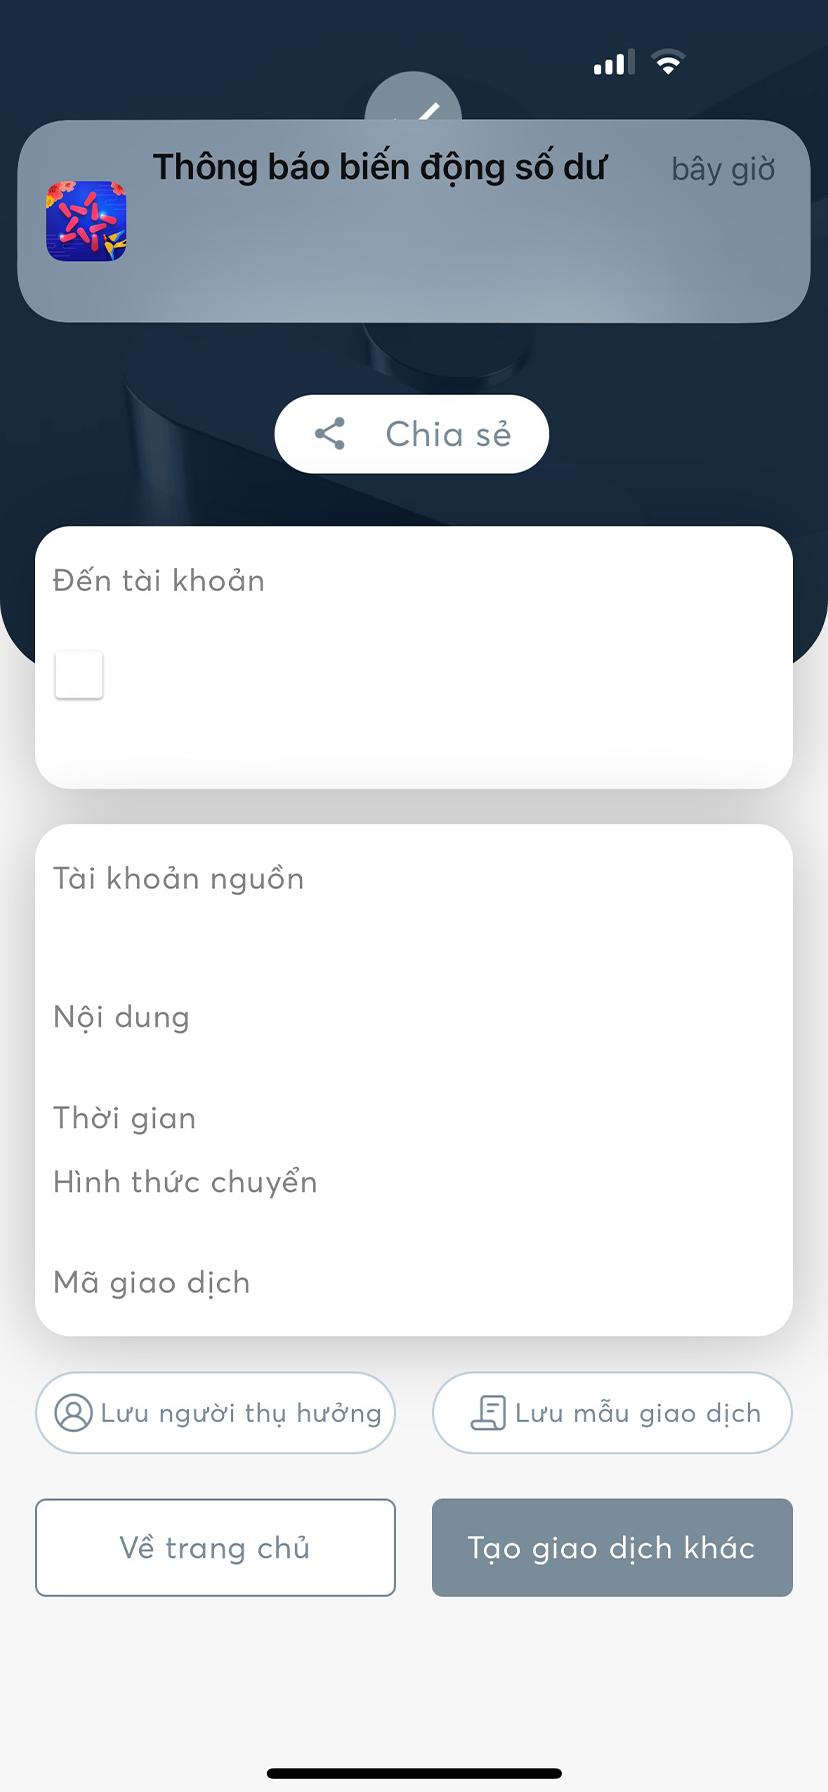 Thông báo biến động số dư
bây giờ
Chia sẻ
Đến tài khoản
Tài khoản nguồn
Nội dung
Thời gian
Hình thức chuyển
Mã giao dịch
Lưu người thụ hưởng
Lưu mẫu giao dịch
Về trang chủ
Tạo giao dịch khác